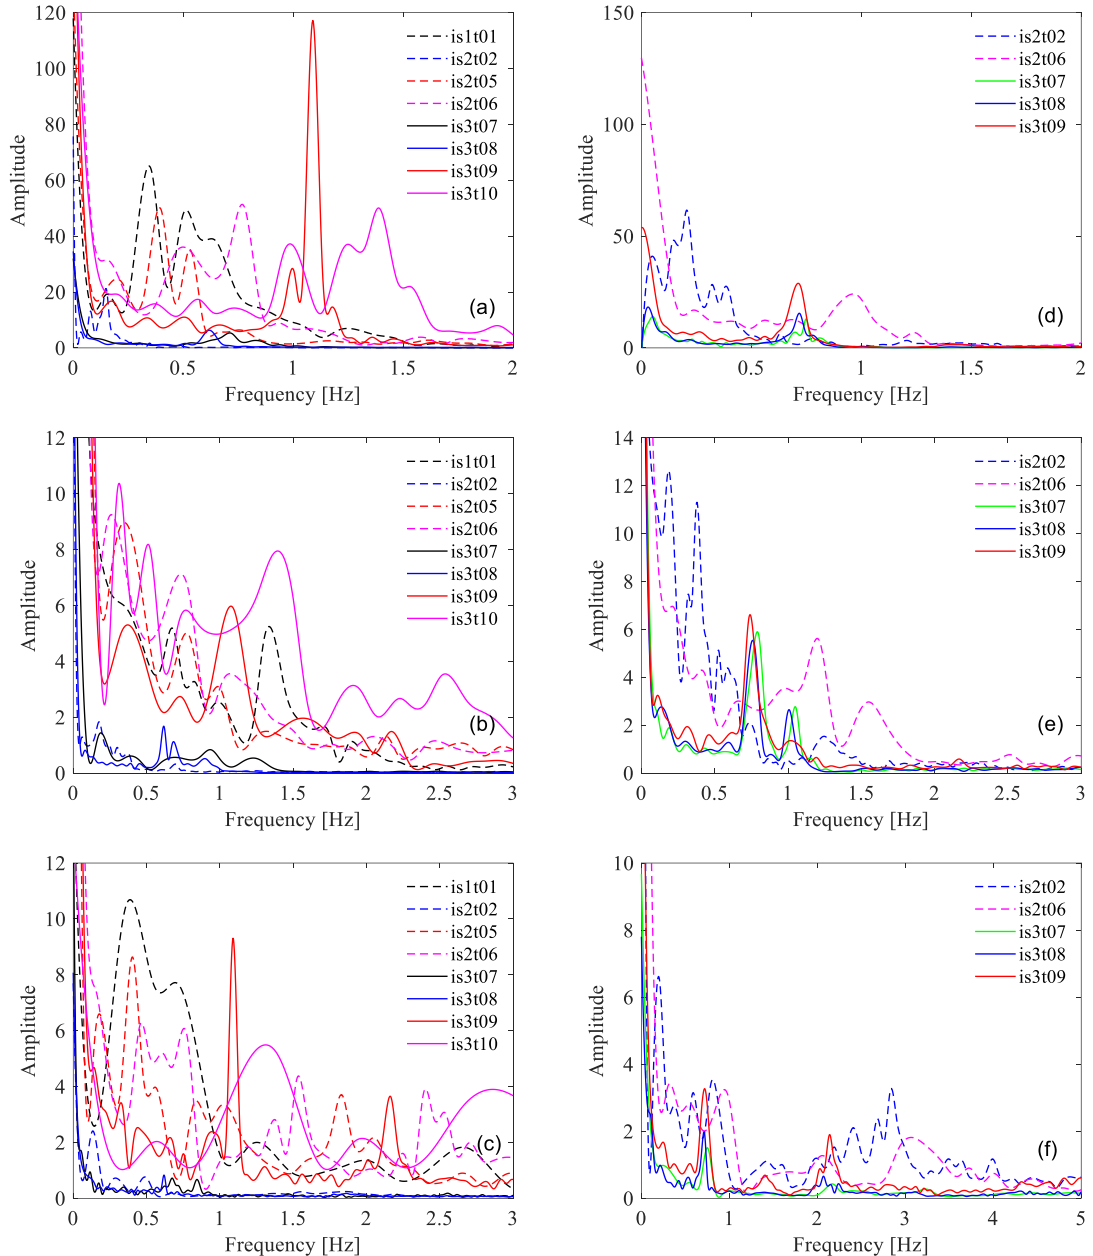 120
100
80
60
40
20
0
Amplitude
is1t01
is2t02
is2t05
is2t06
is3t07
is3t08
is3t09
is3t10
(a)
0 0.5 1 1.5 2
Frequency [Hz]
150
100
50
0
Amplitude
is2t02
is2t06
is3t07
is3t08
is3t09
(d)
0 0.5 1 1.5 2
Frequency [Hz]
12
10
8
6
4
2
0
Amplitude
is1t01
is2t02
is2t05
is2t06
is3t07
is3t08
is3t09
is3t10
(b)
0 0.5 1 1.5 2 2.5 3
Frequency [Hz]
14
12
10
8
6
4
2
0
Amplitude
is2t02
is2t06
is3t07
is3t08
is3t09
(e)
0 0.5 1 1.5 2 2.5 3
Frequency [Hz]
12
10
8
6
4
2
0
Amplitude
is1t01
is2t02
is2t05
is2t06
is3t07
is3t08
is3t09
is3t10
(c)
0 0.5 1 1.5 2 2.5 3
Frequency [Hz]
10
8
6
4
2
0
Amplitude
is2t02
is2t06
is3t07
is3t08
is3t09
(f)
0 1 2 3 4 5
Frequency [Hz]